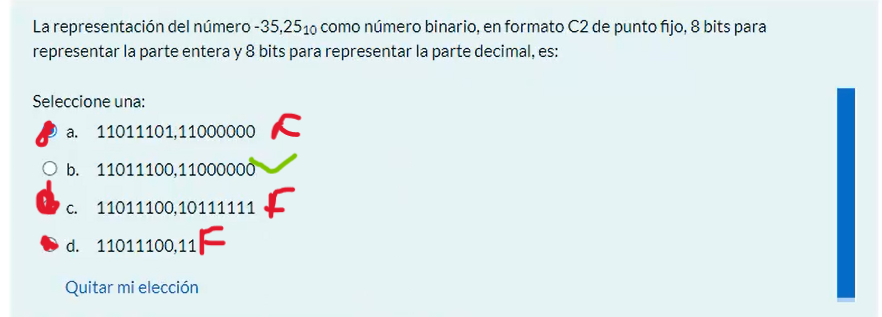 La representación del número -35,25₁₀ como número binario, en formato C2 de punto fijo, 8 bits para
representar la parte entera y 8 bits para representar la parte decimal, es:
Seleccione una:
a. 11011101,11000000 F
b. 11011100,11000000
c. 11011100,10111111 F
d. 11011100,11 F
Quitar mi elección